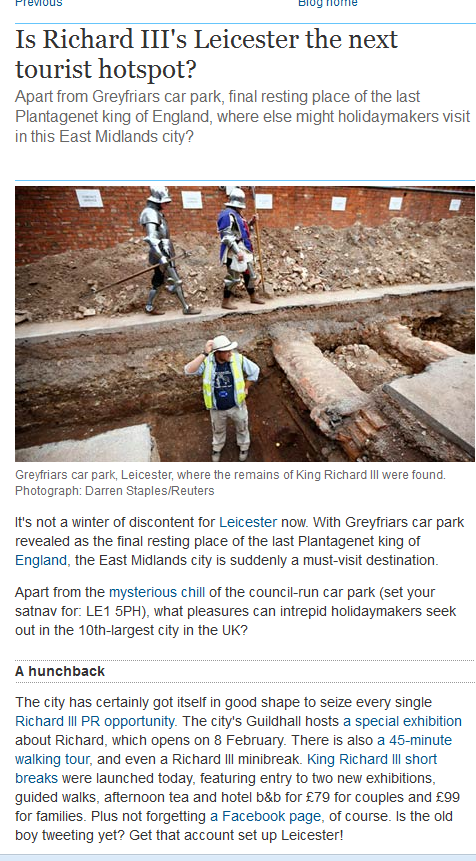 Previous
Blog home
Is Richard III's Leicester the next
tourist hotspot?
Apart from Greyfriars car park, final resting place of the last
Plantagenet king of England, where else might holidaymakers visit
in this East Midlands city?
Greyfriars car park, Leicester, where the remains of King Richard III were found.
Photograph: Darren Staples/Reuters
It's not a winter of discontent for Leicester now. With Greyfriars car park
revealed as the final resting place of the last Plantagenet king of
England, the East Midlands city is suddenly a must-visit destination.
Apart from the mysterious chill of the council-run car park (set your
satnav for: LE1 5PH), what pleasures can intrepid holidaymakers seek
out in the 10th-largest city in the UK?
A hunchback
The city has certainly got itself in good shape to seize every single
Richard III PR opportunity. The city's Guildhall hosts a special exhibition
about Richard, which opens on 8 February. There is also a 45-minute
walking tour, and even a Richard III minibreak. King Richard III short
breaks were launched today, featuring entry to two new exhibitions,
guided walks, afternoon tea and hotel b&b for £79 for couples and £99
for families. Plus not forgetting a Facebook page, of course. Is the old
boy tweeting yet? Get that account set up Leicester!